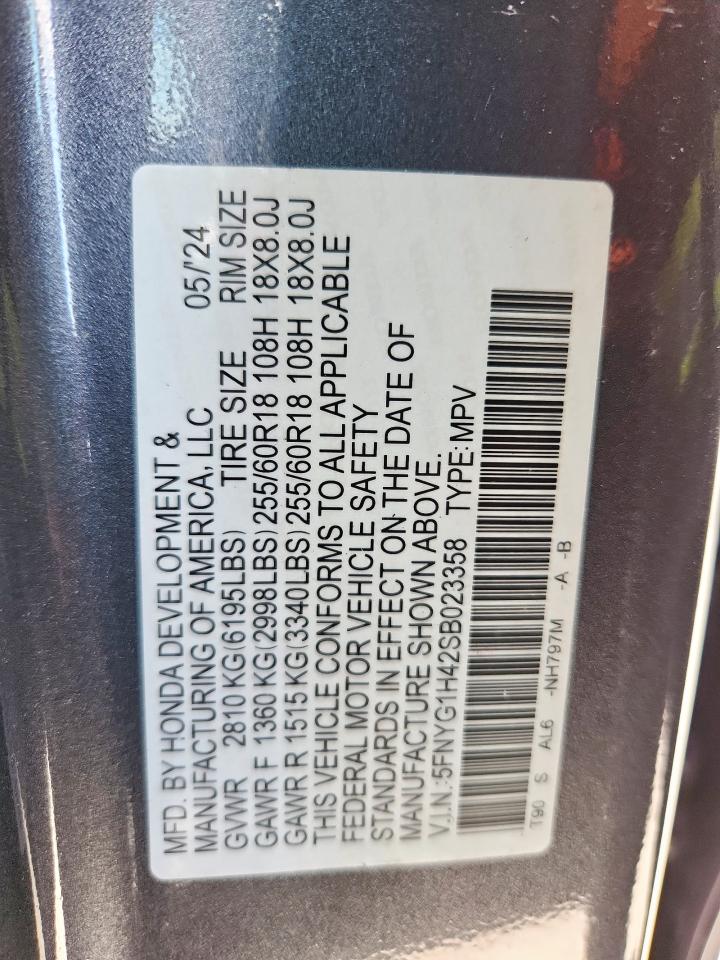 MFD. BY HONDA DEVELOPMENT &
MANUFACTURING OF AMERICA, LLC 05/'24
GVWR 2810 KG(6195LBS) TIRE SIZE RIM SIZE
GAWR F 1360 KG(2998LBS) 255/60R18 108H 18X8.0J
GAWR R 1515 KG(3340LBS) 255/60R18 108H 18X8.0J
THIS VEHICLE CONFORMS TO ALL APPLICABLE
FEDERAL MOTOR VEHICLE SAFETY
STANDARDS IN EFFECT ON THE DATE OF
MANUFACTURE SHOWN ABOVE.
V.I.N.:5FNYG1H42SB023358 TYPE:MPV
T90 S AL6 -NH797M -A -B